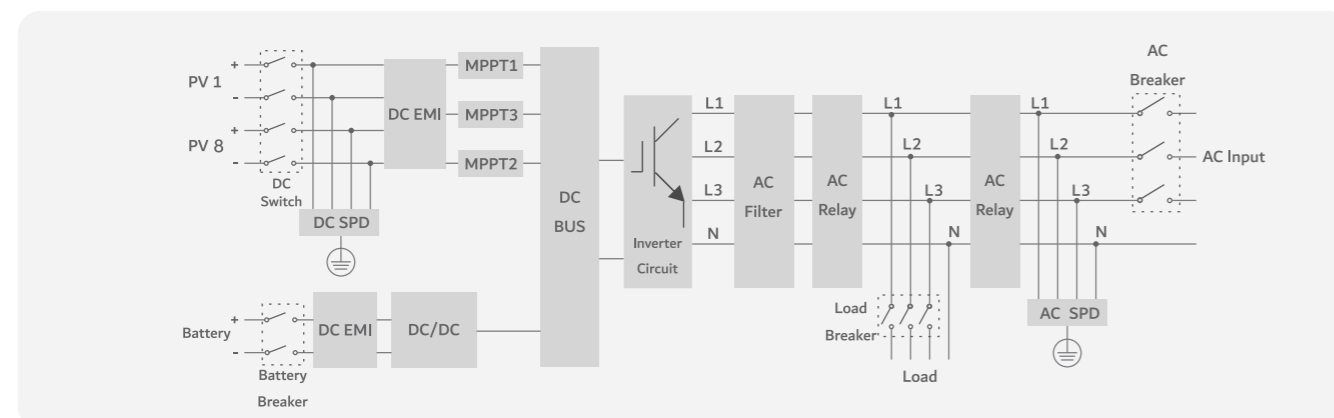 PV 1
+
-
PV 8
+
-
DC
Switch
DC SPD
DC EMI
MPPT1
MPPT3
MPPT2
Battery
+
-
Battery
Breaker
DC EMI
DC/DC
DC
BUS
Inverter
Circuit
L1
L2
L3
N
AC
Filter
AC
Relay
L1
L2
L3
N
Load
Breaker
Load
AC
Relay
L1
L2
L3
N
AC SPD
AC
Breaker
AC Input